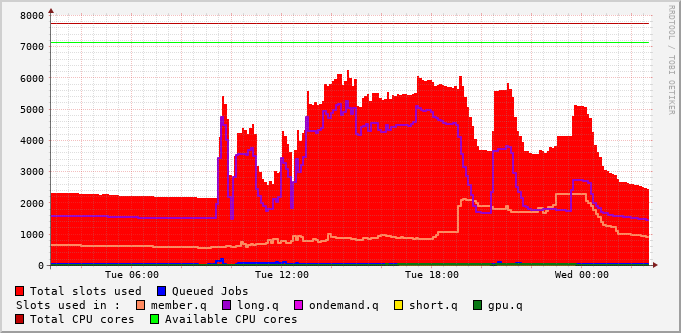 8000
7000
6000
5000
4000
3000
2000
1000
0
Tue 06:00 Tue 12:00 Tue 18:00 Wed 00:00
RRDTOOL / TOBI OETIKER
Total slots used Queued Jobs
Slots used in : member.q long.q ondemand.q short.q gpu.q
Total CPU cores Available CPU cores